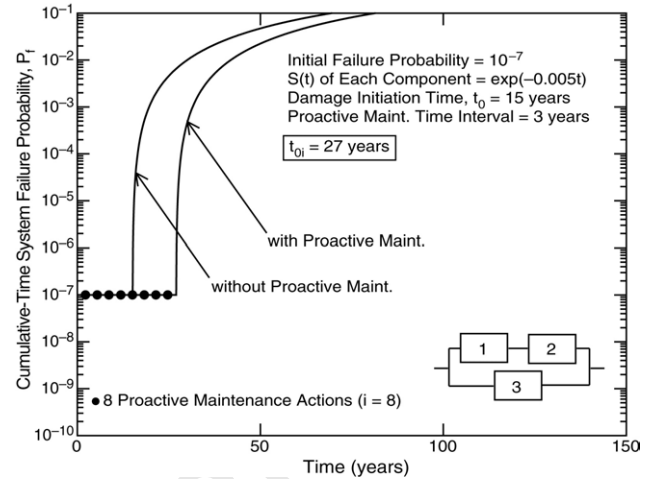 Cumulative-Time System Failure Probability, P_f
10⁻¹
10⁻²
10⁻³
10⁻⁴
10⁻⁵
10⁻⁶
10⁻⁷
10⁻⁸
10⁻⁹
10⁻¹⁰
Initial Failure Probability = 10⁻⁷
S(t) of Each Component = exp(−0.005t)
Damage Initiation Time, t₀ = 15 years
Proactive Maint. Time Interval = 3 years
t₀ᵢ = 27 years
with Proactive Maint.
without Proactive Maint.
1
2
3
8 Proactive Maintenance Actions (i = 8)
0
50
100
150
Time (years)